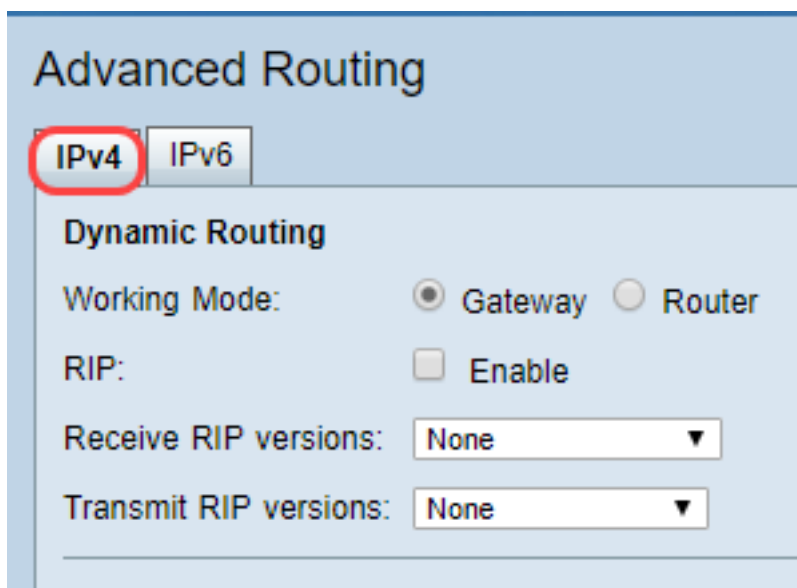 Advanced Routing
IPv4 IPv6
Dynamic Routing
Working Mode: Gateway Router
RIP: Enable
Receive RIP versions: None
Transmit RIP versions: None